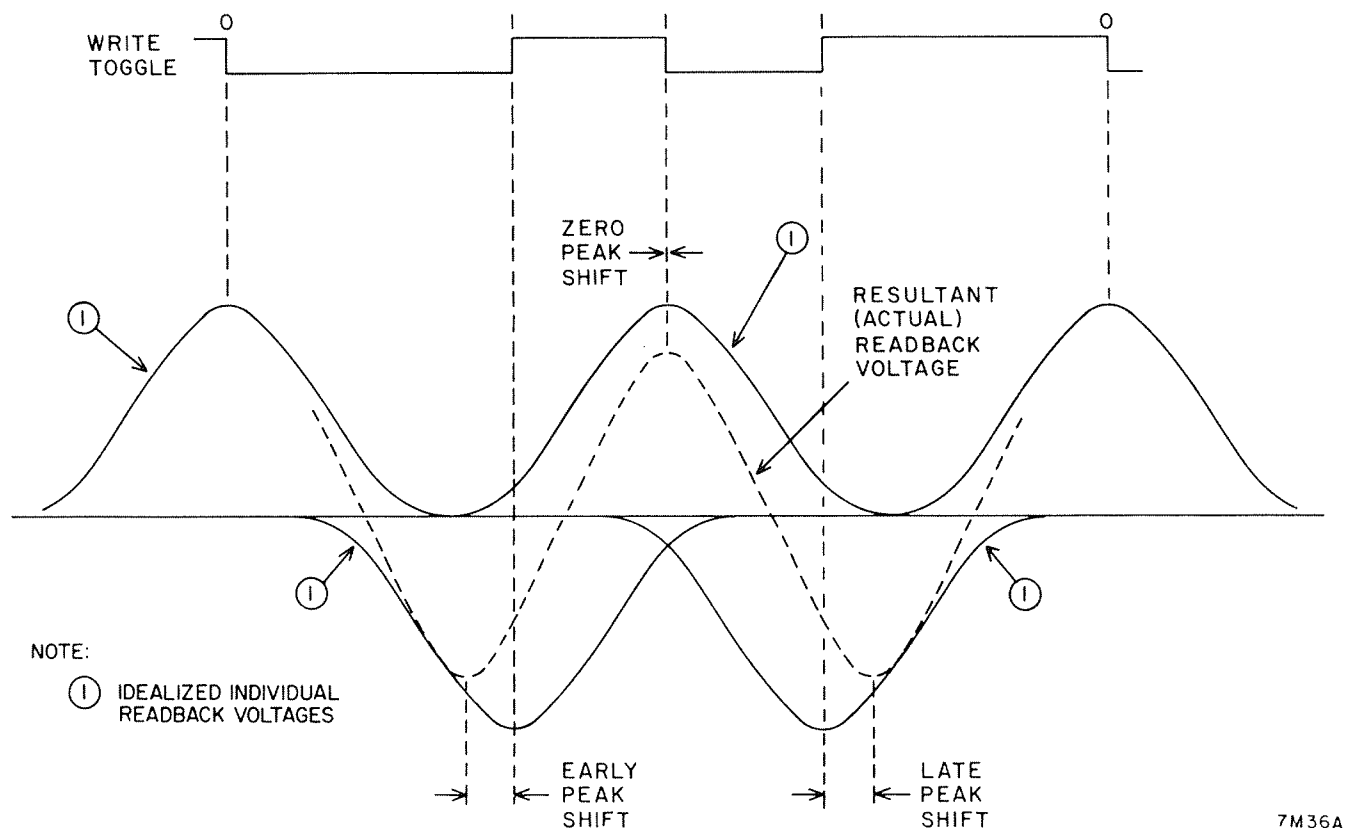 0 | | | 0
WRITE
TOGGLE
ZERO
PEAK
SHIFT
1
1
RESULTANT
(ACTUAL)
READBACK
VOLTAGE
1
1
NOTE:
1 IDEALIZED INDIVIDUAL
READBACK VOLTAGES
EARLY
PEAK
SHIFT
LATE
PEAK
SHIFT
7M36A